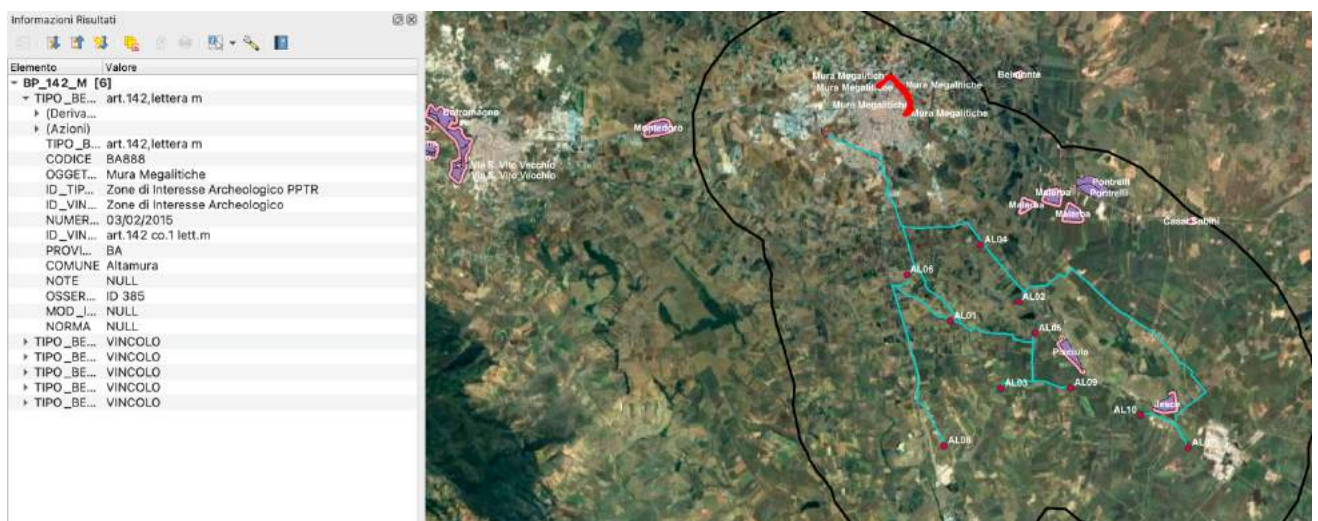 Informazioni Risultati
Elemento Valore
BP_142_M [6]
TIPO_BE... art.142,lettera m
(Deriva...
(Azioni)
TIPO_B... art.142,lettera m
CODICE BA888
OGGET... Mura Megalitiche
ID_TIP... Zone di Interesse Archeologico PPTR
ID_VIN... Zone di Interesse Archeologico
NUMER... 03/02/2015
ID_VIN... art.142 co.1 lett.m
PROVI... BA
COMUNE Altamura
NOTE NULL
OSSER... ID 385
MOD_I... NULL
NORMA NULL
TIPO_BE... VINCOLO
TIPO_BE... VINCOLO
TIPO_BE... VINCOLO
TIPO_BE... VINCOLO
TIPO_BE... VINCOLO
Mura Megalitiche
Belmonte
Mura Megalitiche
Mura Megalitiche
Mura Megalitiche
Mura Megalitiche
Botromagno
Montedoro
Via S. Vito Vecchio
Via S. Vito Vecchio
Pontrelli
Pontrelli
Malerba
Malerba
Malerba
Casal Sabini
AL04
AL06
AL02
AL01
AL05
Pisciulo
AL03
AL09
Jesce
AL10
AL08
AL07